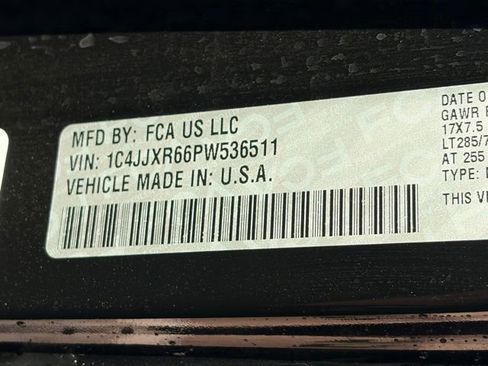 MFD BY: FCA US LLC
VIN: 1C4JJXR66PW536511
VEHICLE MADE IN: U.S.A.
DATE O
GAWR
17X7.5
LT285/7
AT 255
TYPE:
THIS VE